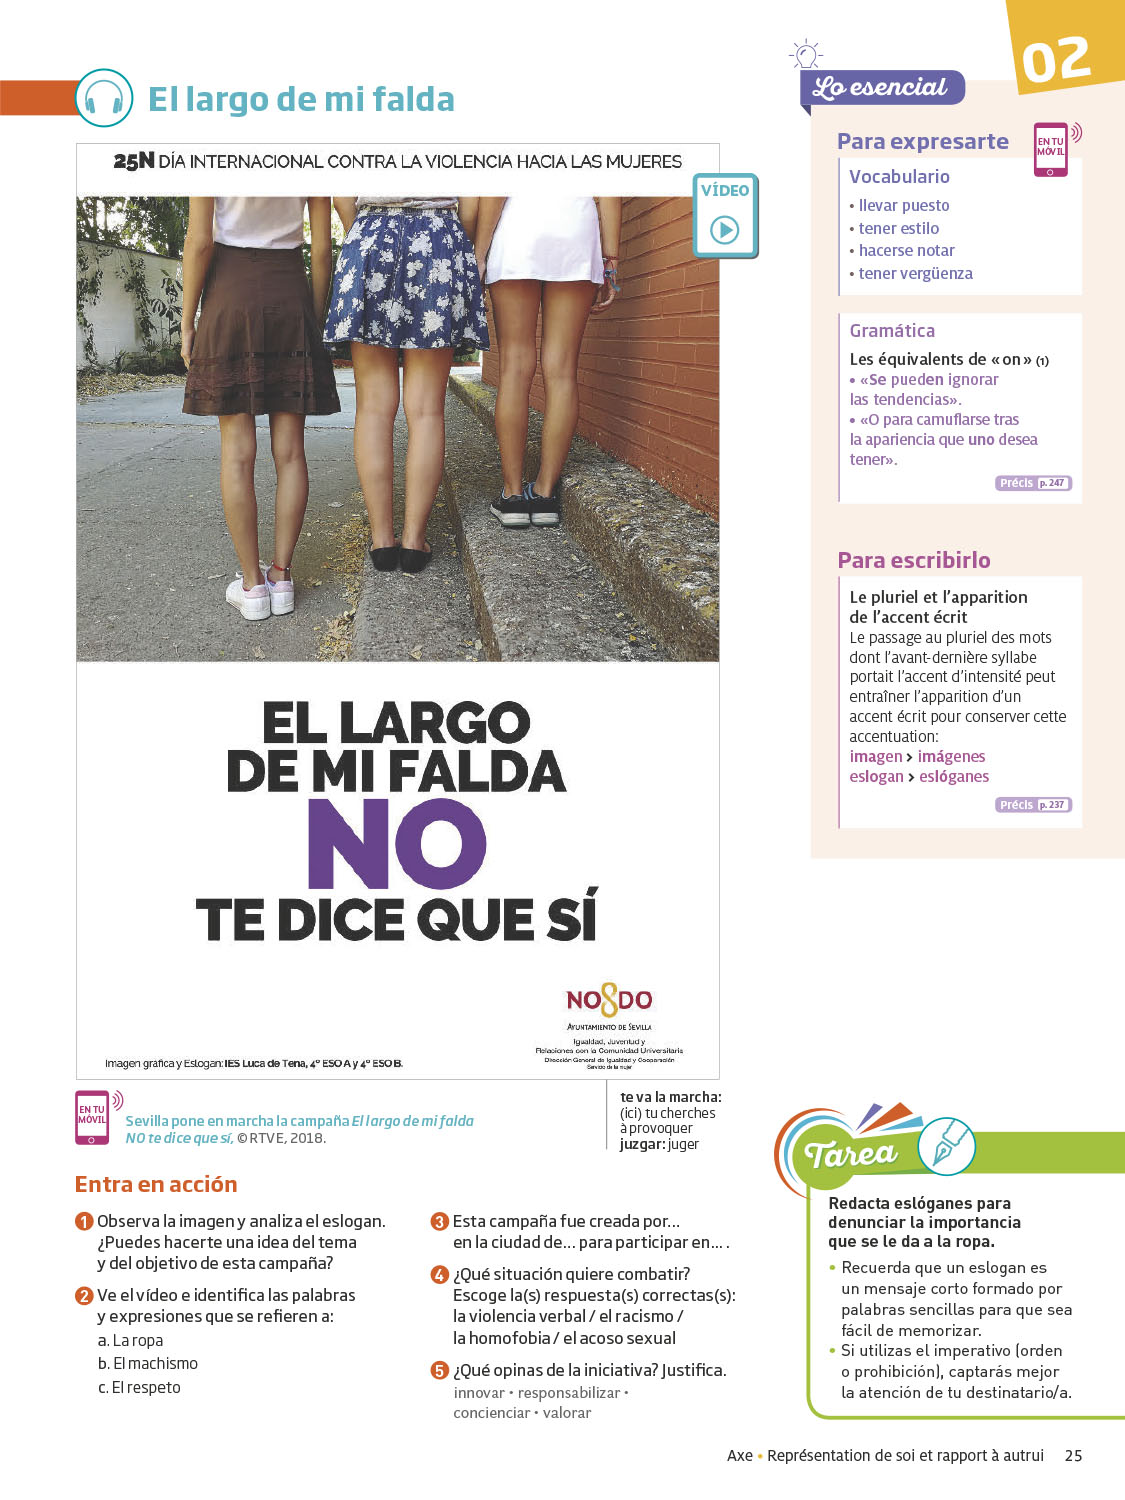 02
El largo de mi falda
25N DÍA INTERNACIONAL CONTRA LA VIOLENCIA HACIA LAS MUJERES
VÍDEO
EL LARGO
DE MI FALDA
NO
TE DICE QUE SÍ
NO8DO
AYUNTAMIENTO DE SEVILLA
Igualdad, Juventud y
Relaciones con la Comunidad Universitaria
Dirección General de Igualdad y Cooperación
Servicio de la mujer
Imagen gráfica y Eslogan: IES Luca de Tena, 4º ESO A y 4º ESO B.
EN TU
MÓVIL
Sevilla pone en marcha la campaña El largo de mi falda
NO te dice que sí, © RTVE, 2018.
te va la marcha:
(ici) tu cherches
à provoquer
juzgar: juger
Entra en acción
1 Observa la imagen y analiza el eslogan.
¿Puedes hacerte una idea del tema
y del objetivo de esta campaña?
2 Ve el vídeo e identifica las palabras
y expresiones que se refieren a:
a. La ropa
b. El machismo
c. El respeto
3 Esta campaña fue creada por...
en la ciudad de... para participar en... .
4 ¿Qué situación quiere combatir?
Escoge la(s) respuesta(s) correctas(s):
la violencia verbal / el racismo /
la homofobia / el acoso sexual
5 ¿Qué opinas de la iniciativa? Justifica.
innovar • responsabilizar •
concienciar • valorar
Lo esencial
Para expresarte
EN TU
MÓVIL
Vocabulario
• llevar puesto
• tener estilo
• hacerse notar
• tener vergüenza
Gramática
Les équivalents de « on » (1)
• «Se pueden ignorar
las tendencias».
• «O para camuflarse tras
la apariencia que uno desea
tener».
Précis p. 247
Para escribirlo
Le pluriel et l'apparition
de l'accent écrit
Le passage au pluriel des mots
dont l'avant-dernière syllabe
portait l'accent d'intensité peut
entraîner l'apparition d'un
accent écrit pour conserver cette
accentuation:
imagen > imágenes
eslogan > eslóganes
Précis p. 237
Tarea
Redacta eslóganes para
denunciar la importancia
que se le da a la ropa.
• Recuerda que un eslogan es
un mensaje corto formado por
palabras sencillas para que sea
fácil de memorizar.
• Si utilizas el imperativo (orden
o prohibición), captarás mejor
la atención de tu destinatario/a.
Axe • Représentation de soi et rapport à autrui 25